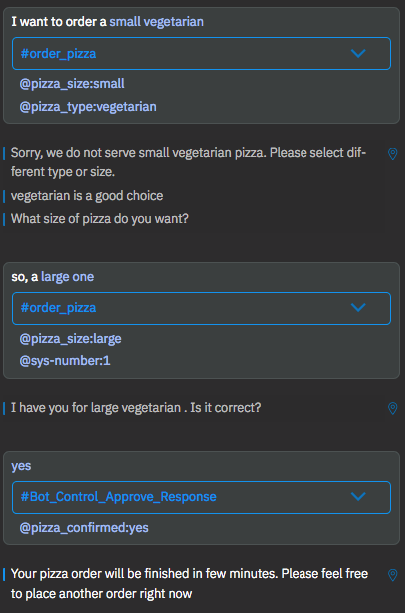 I want to order a small vegetarian
#order_pizza
@pizza_size:small
@pizza_type:vegetarian
Sorry, we do not serve small vegetarian pizza. Please select dif-
ferent type or size.
vegetarian is a good choice
What size of pizza do you want?
so, a large one
#order_pizza
@pizza_size:large
@sys-number:1
I have you for large vegetarian . Is it correct?
yes
#Bot_Control_Approve_Response
@pizza_confirmed:yes
Your pizza order will be finished in few minutes. Please feel free
to place another order right now